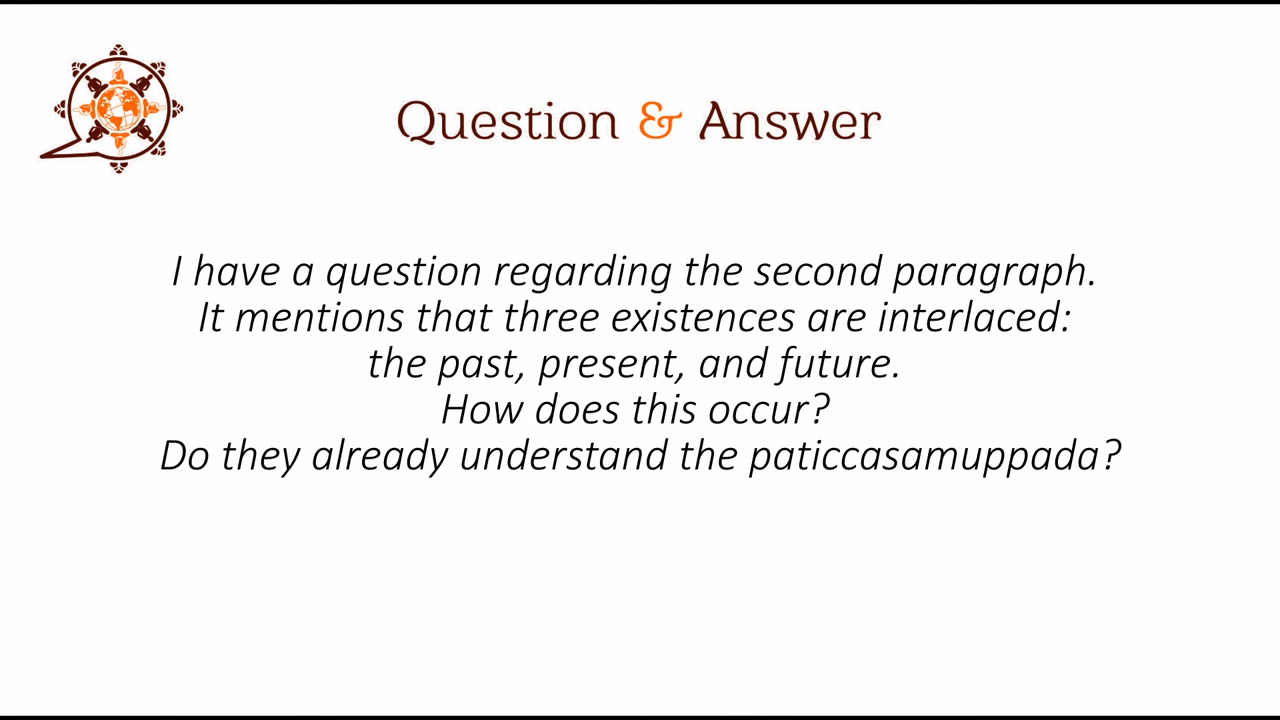 Question & Answer
I have a question regarding the second paragraph.
It mentions that three existences are interlaced:
the past, present, and future.
How does this occur?
Do they already understand the paticcasamuppada?